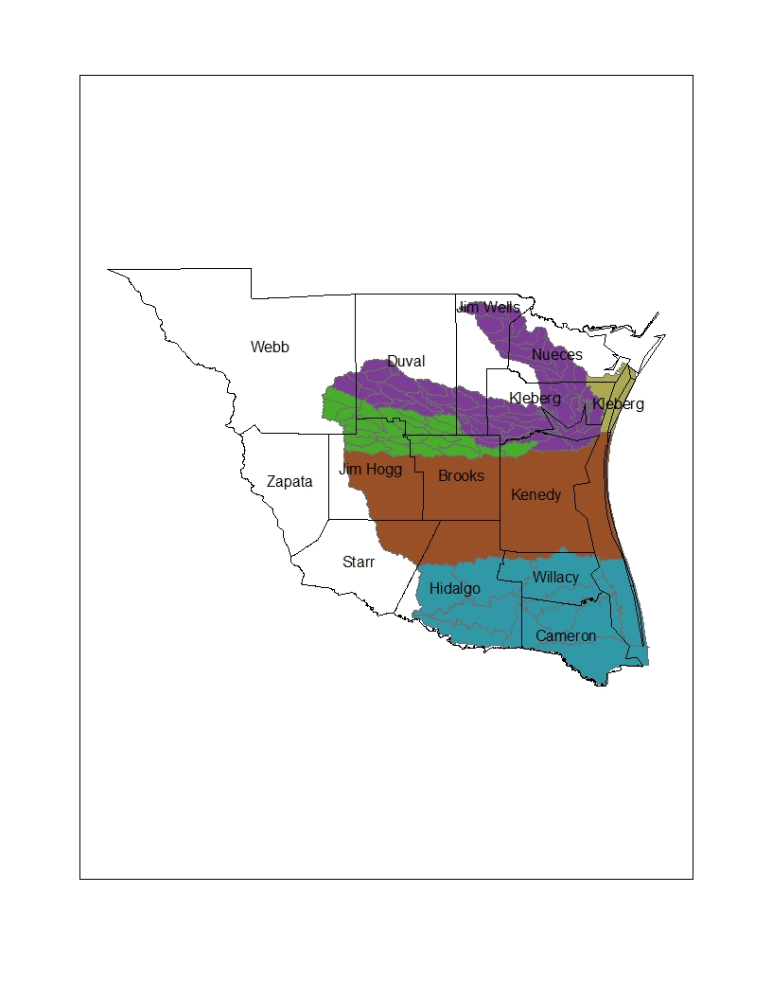 Jim Wells
Webb
Nueces
Duval
Kleberg
Kleberg
Jim Hogg
Brooks
Zapata
Kenedy
Starr
Willacy
Hidalgo
Cameron